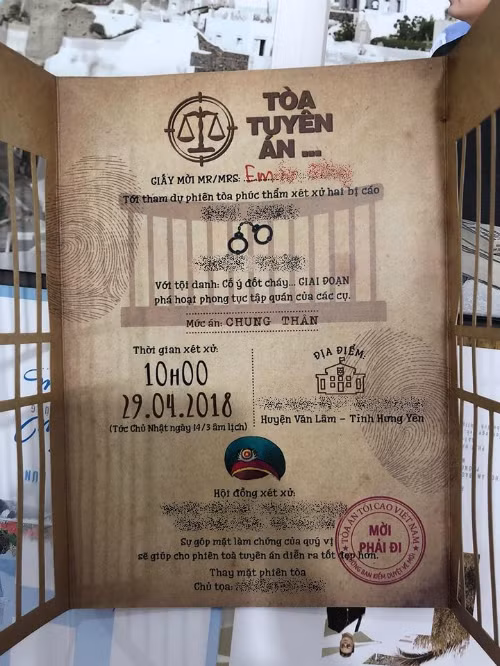 TÒA
TUYÊN
ÁN ...
GIẤY MỜI MR/MRS: Em
Tới tham dự phiên tòa phúc thẩm xét xử hai bị cáo
Với tội danh: Cố ý đốt cháy... GIAI ĐOẠN
phá hoại phong tục tập quán của các cụ.
Mức án: CHUNG THÂN
Thời gian xét xử:
10H00
29.04.2018
(Tức Chủ Nhật ngày 14/3 âm lịch)
ĐỊA ĐIỂM:
Huyện Văn Lâm - Tỉnh Hưng Yên
Hội đồng xét xử:
Sự góp mặt làm chứng của quý vị
sẽ giúp cho phiên toà tuyên án diễn ra tốt đẹp hơn.
Thay mặt phiên tòa
Chủ tọa:
TÒA ÁN TỐI CAO VIỆT NAM
MỜI
PHẢI ĐI